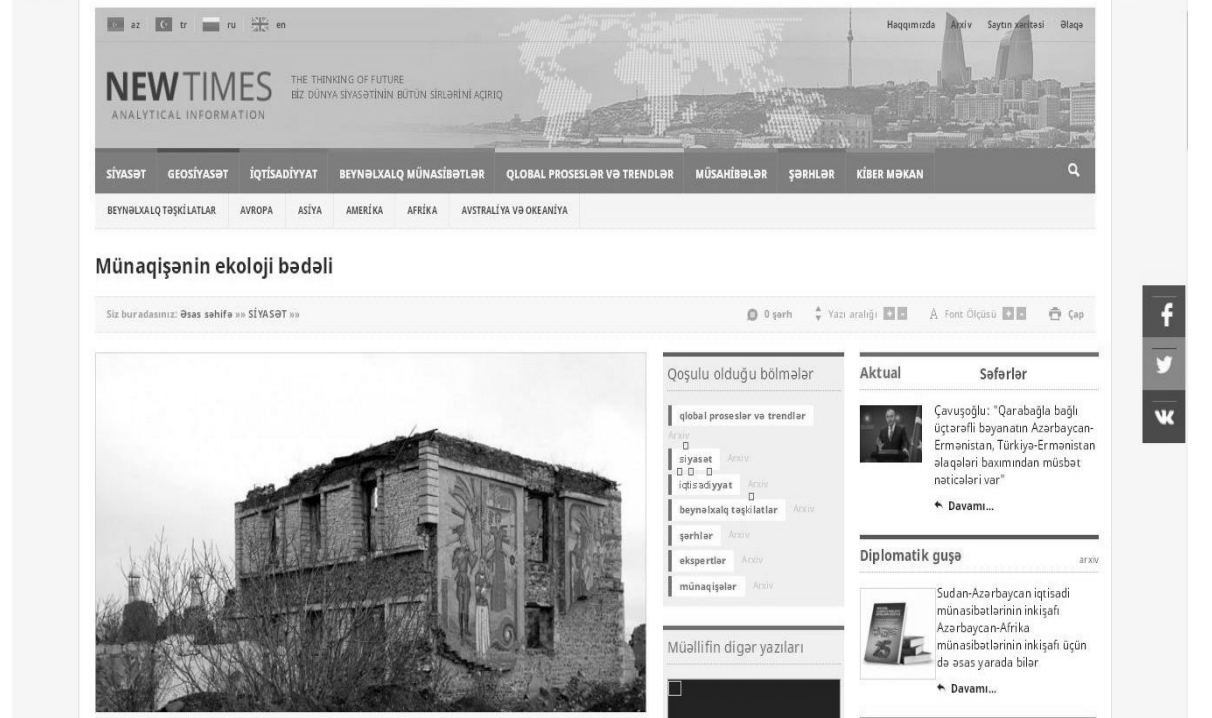 az tr ru en
Haqqımızda Arxiv Saytın xəritəsi Əlaqə
NEWTIMES
ANALYTICAL INFORMATION
THE THINKING OF FUTURE
BİZ DÜNYA SİYASƏTİNİN BÜTÜN SİRLƏRİNİ AÇIRIQ
SİYASƏT GEOSİYASƏT İQTİSADİYYAT BEYNƏLXALQ MÜNASİBƏTLƏR QLOBAL PROSESLƏR VƏ TRENDLƏR MÜSAHİBƏLƏR ŞƏRHLƏR KİBER MƏKAN
BEYNƏLXALQ TƏŞKİLATLAR AVROPA ASİYA AMERİKA AFRİKA AVSTRALİYA VƏ OKEANİYA
Münaqişənin ekoloji bədəli
Siz buradasınız: Əsas səhifə »» SİYASƏT »»
0 şərh Yazı aralığı + - A Font Ölçüsü + - Çap
Qoşulu olduğu bölmələr
qlobal proseslər və trendlər
Arxiv
siyasət Arxiv
iqtisadiyyat Arxiv
beynəlxalq təşkilatlar Arxiv
şərhlər Arxiv
ekspertlər Arxiv
münaqişələr Arxiv
Müəllifin digər yazıları
Aktual Səfərlər
Çavuşoğlu: "Qarabağla bağlı
üçtərəfli bəyanatın Azərbaycan-
Ermənistan, Türkiyə-Ermənistan
əlaqələri baxımından müsbət
nəticələri var"
Davamı...
Diplomatik guşə arxiv
Sudan-Azərbaycan iqtisadi
münasibətlərinin inkişafı
Azərbaycan-Afrika
münasibətlərinin inkişafı üçün
də əsas yarada bilər
Davamı...